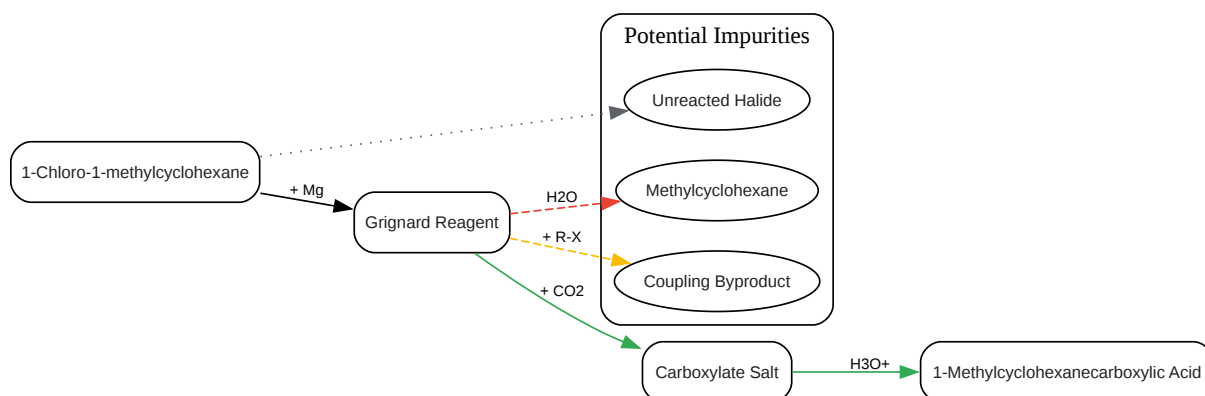 Potential Impurities
Unreacted Halide
1-Chloro-1-methylcyclohexane
+ Mg
Grignard Reagent
H2O
Methylcyclohexane
+ R-X
Coupling Byproduct
+ CO2
Carboxylate Salt
H3O+
1-Methylcyclohexanecarboxylic Acid